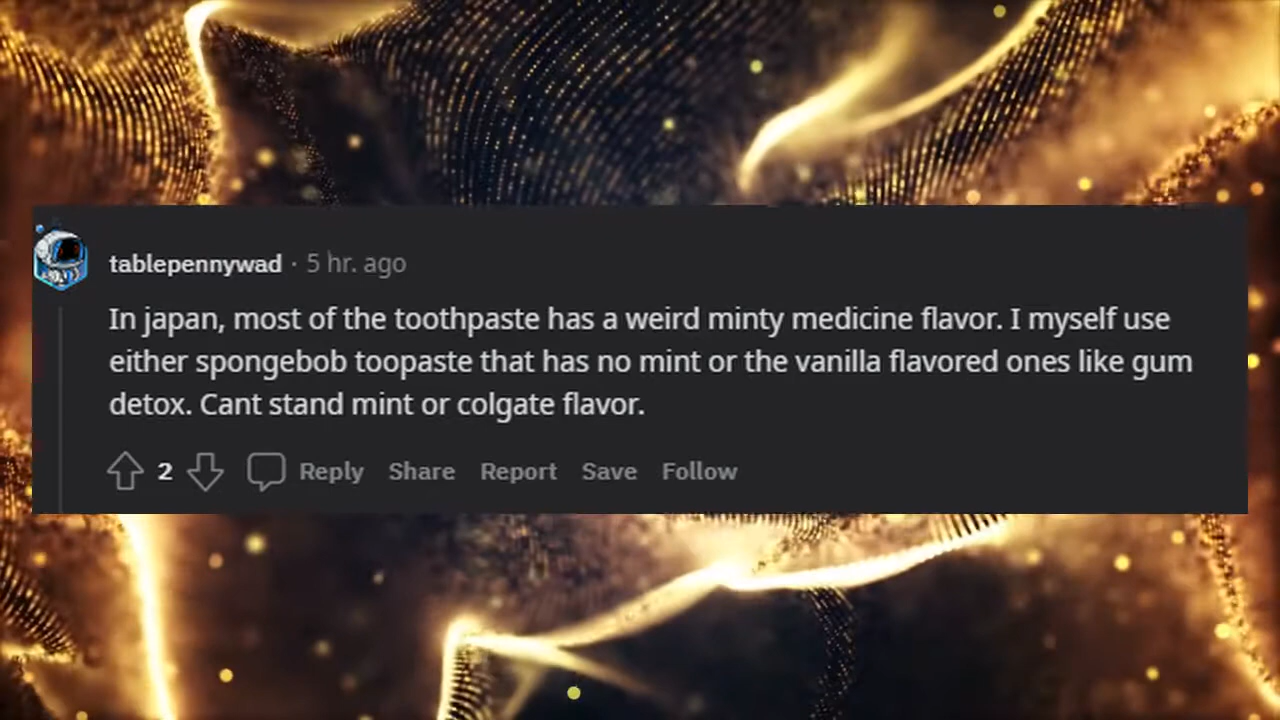 tablepennywad · 5 hr. ago
In japan, most of the toothpaste has a weird minty medicine flavor. I myself use
either spongebob toopaste that has no mint or the vanilla flavored ones like gum
detox. Cant stand mint or colgate flavor.
2 Reply Share Report Save Follow